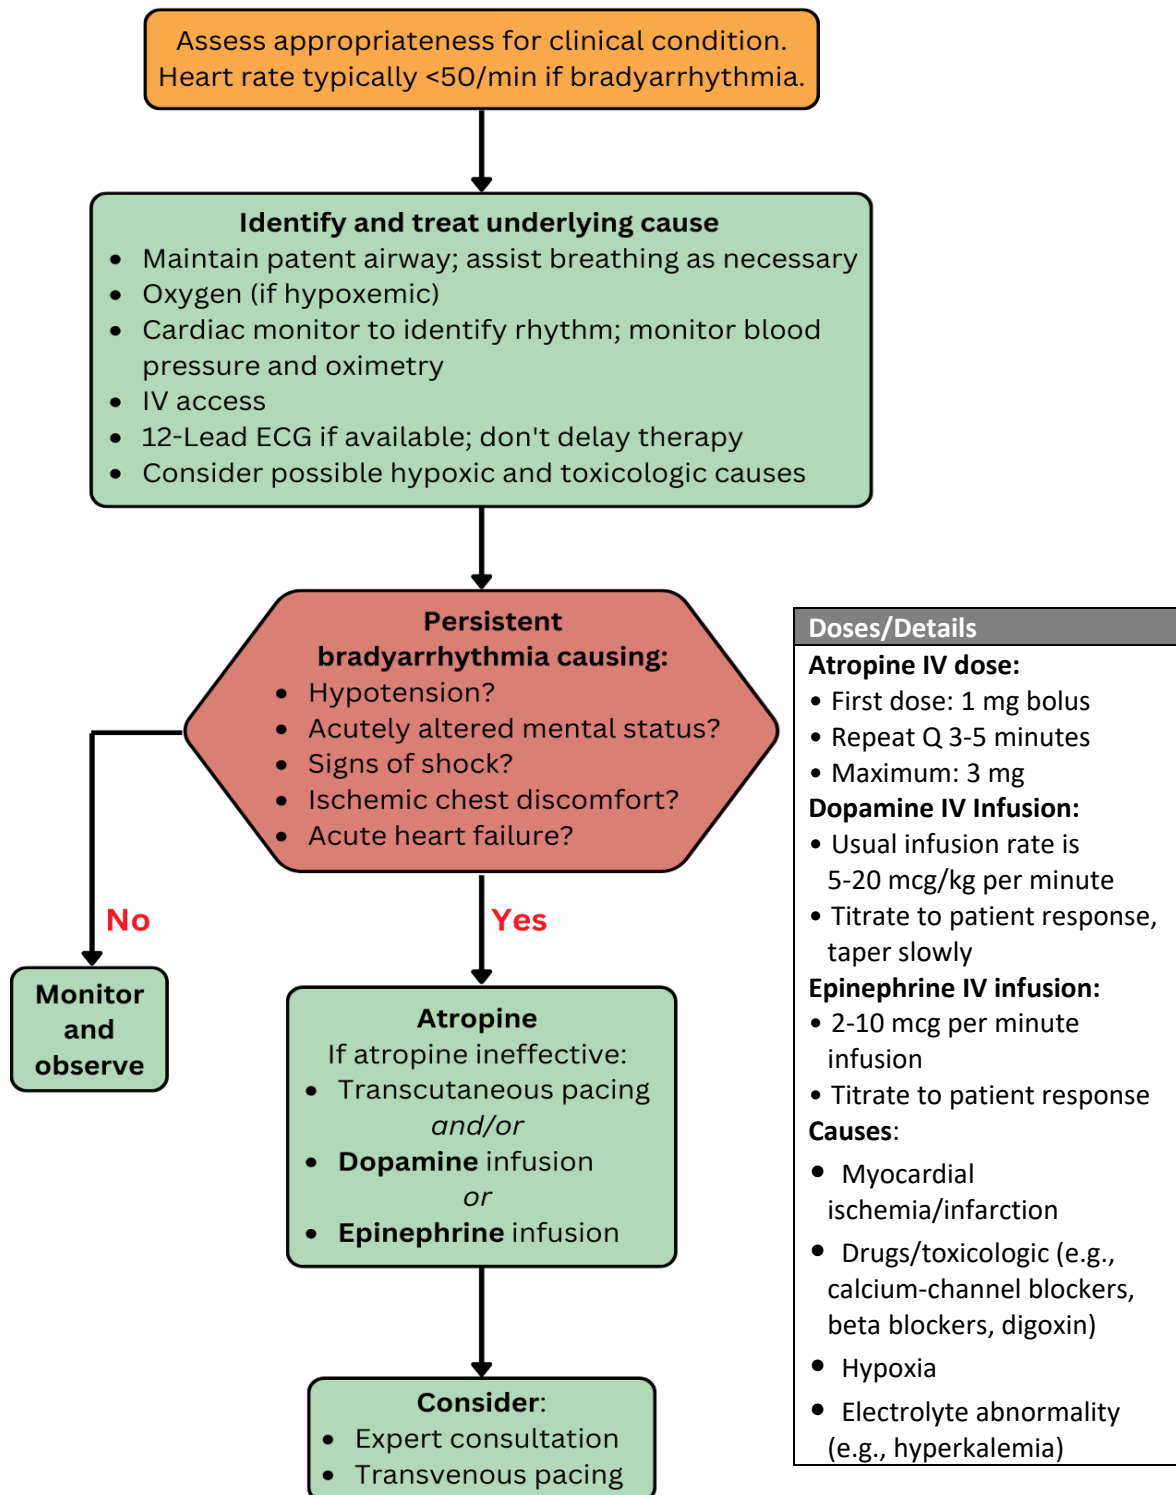 Assess appropriateness for clinical condition.
Heart rate typically <50/min if bradyarrhythmia.
Identify and treat underlying cause
• Maintain patent airway; assist breathing as necessary
• Oxygen (if hypoxemic)
• Cardiac monitor to identify rhythm; monitor blood
pressure and oximetry
• IV access
• 12-Lead ECG if available; don't delay therapy
• Consider possible hypoxic and toxicologic causes
Persistent
bradyarrhythmia causing:
• Hypotension?
• Acutely altered mental status?
• Signs of shock?
• Ischemic chest discomfort?
• Acute heart failure?
No
Yes
Monitor
and
observe
Atropine
If atropine ineffective:
• Transcutaneous pacing
and/or
• Dopamine infusion
or
• Epinephrine infusion
Consider:
• Expert consultation
• Transvenous pacing
Doses/Details
Atropine IV dose:
• First dose: 1 mg bolus
• Repeat Q 3-5 minutes
• Maximum: 3 mg
Dopamine IV Infusion:
• Usual infusion rate is
5-20 mcg/kg per minute
• Titrate to patient response,
taper slowly
Epinephrine IV infusion:
• 2-10 mcg per minute
infusion
• Titrate to patient response
Causes:
• Myocardial
ischemia/infarction
• Drugs/toxicologic (e.g.,
calcium-channel blockers,
beta blockers, digoxin)
• Hypoxia
• Electrolyte abnormality
(e.g., hyperkalemia)